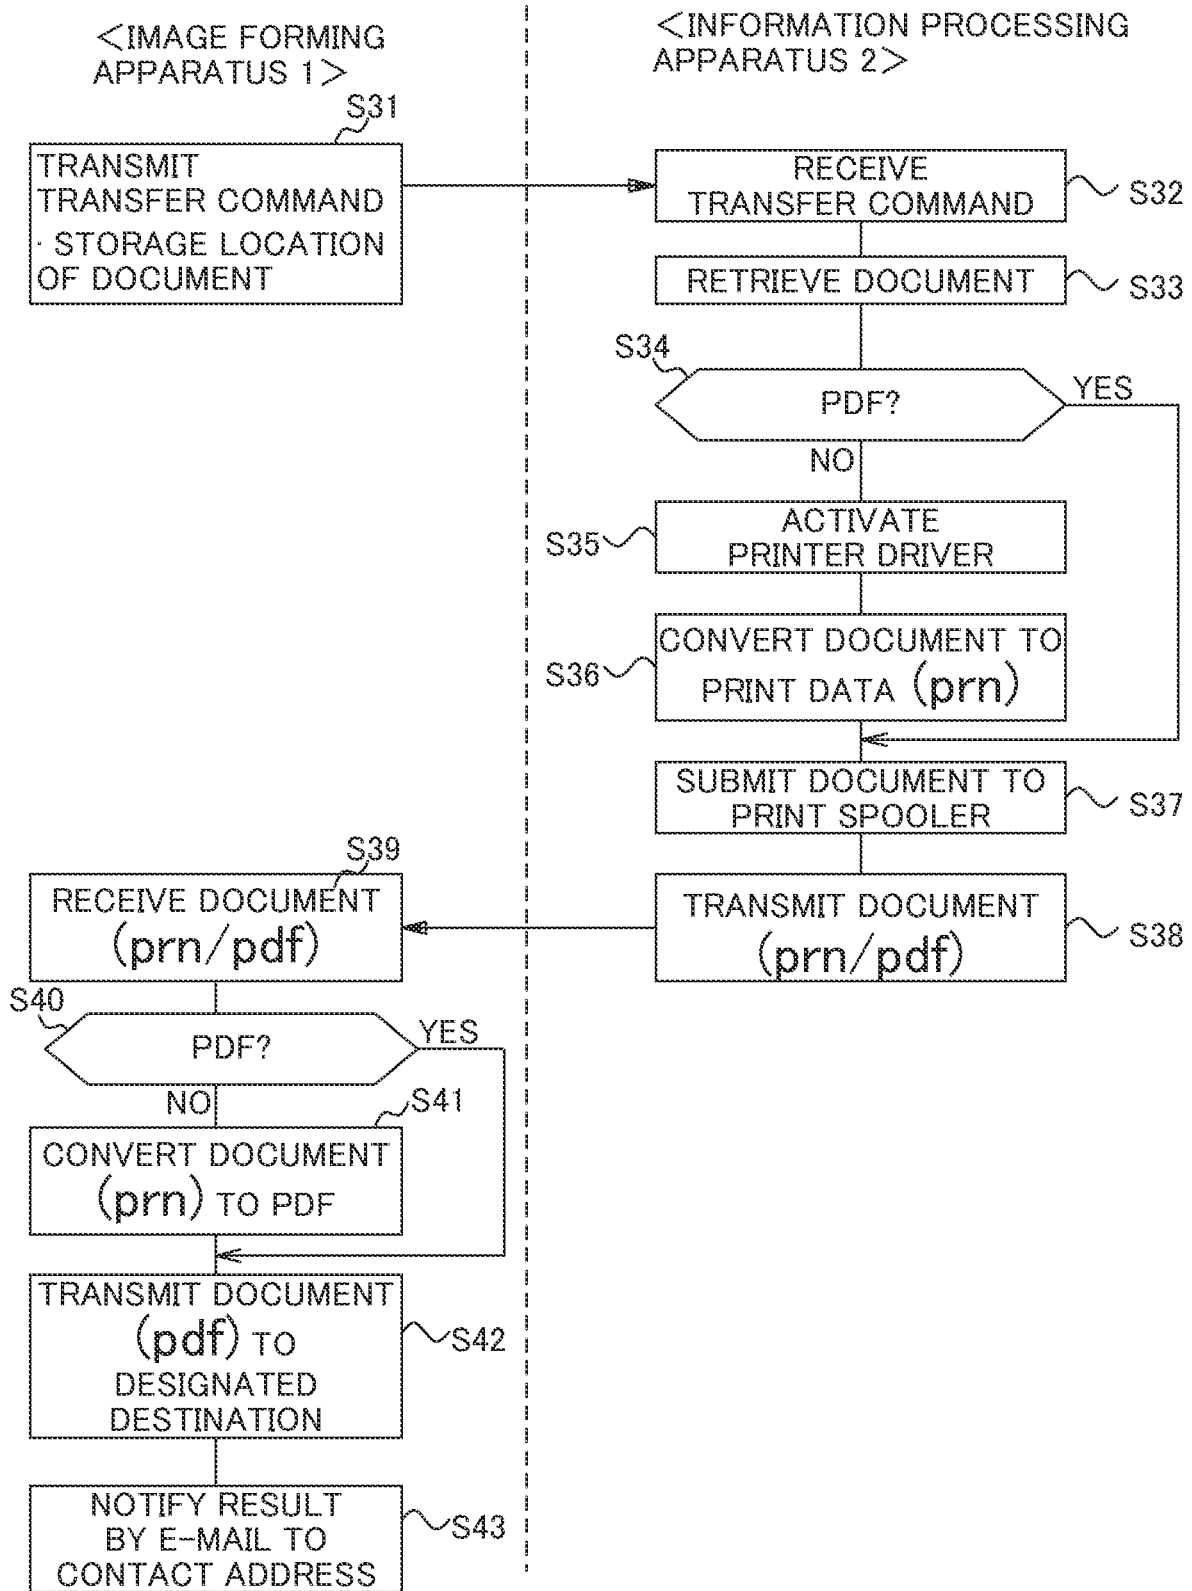 <IMAGE FORMING
APPARATUS 1>
<INFORMATION PROCESSING
APPARATUS 2>
S31
TRANSMIT
TRANSFER COMMAND
· STORAGE LOCATION
OF DOCUMENT
RECEIVE
TRANSFER COMMAND
S32
RETRIEVE DOCUMENT
S33
S34
PDF?
YES
NO
S35
ACTIVATE
PRINTER DRIVER
S36
CONVERT DOCUMENT TO
PRINT DATA (prn)
SUBMIT DOCUMENT TO
PRINT SPOOLER
S37
TRANSMIT DOCUMENT
(prn/pdf)
S38
S39
RECEIVE DOCUMENT
(prn/pdf)
S40
PDF?
YES
NO
S41
CONVERT DOCUMENT
(prn) TO PDF
TRANSMIT DOCUMENT
(pdf) TO
DESIGNATED
DESTINATION
S42
NOTIFY RESULT
BY E-MAIL TO
CONTACT ADDRESS
S43